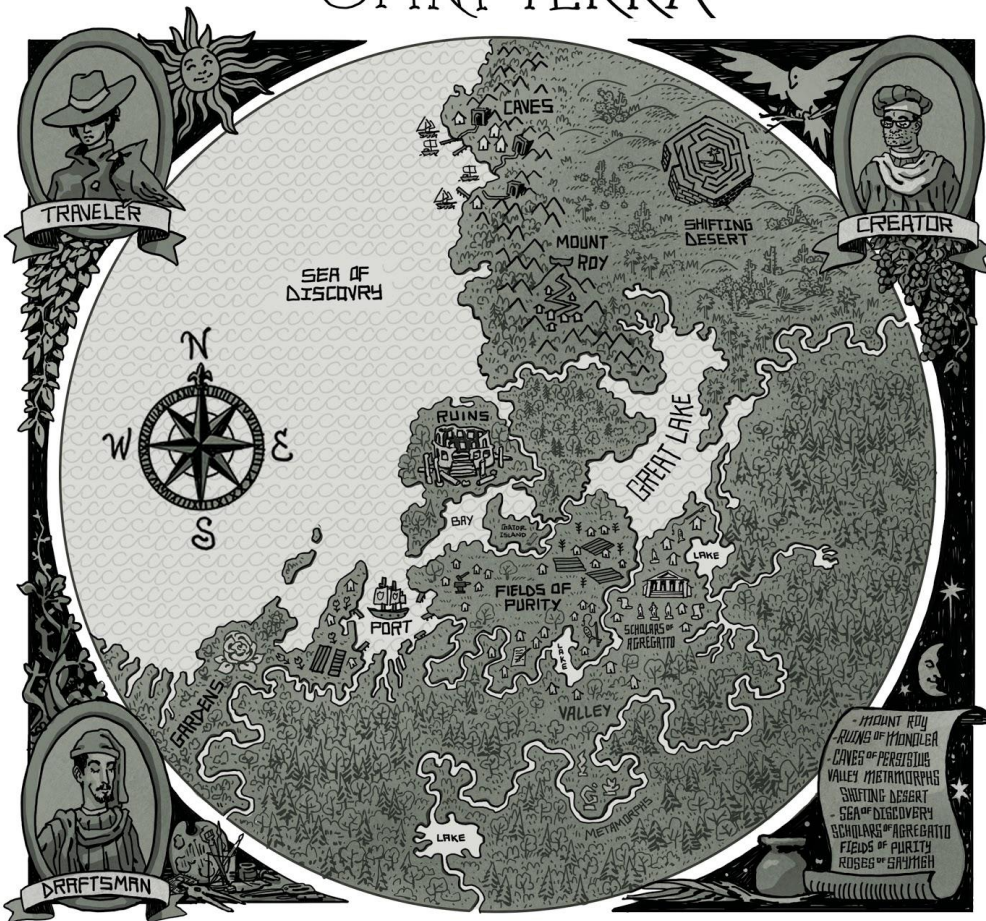 TERRA
TRAVELER
CREATOR
CAVES
SHIFTING
DESERT
MOUNT
ROY
SEA OF
DISCOVRY
N
W
E
S
RUINS
GREAT LAKE
BAY
GATOR
ISLAND
LAKE
FIELDS OF
PURITY
PORT
SCHOLARS OF
AGREGATTO
LAKE
GARDENS
VALLEY
METAMORPHS
LAKE
DRAFTSMAN
- MOUNT ROY
-RUINS OF MONOLER
CAVES OF PERSISIUS
VALLEY METAMORPHS
SHIFTING DESERT
- SEA OF DISCOVERY
SCHOLARS OF AGREGATTO
FIELDS OF PURITY
ROSES OF SAYMEH